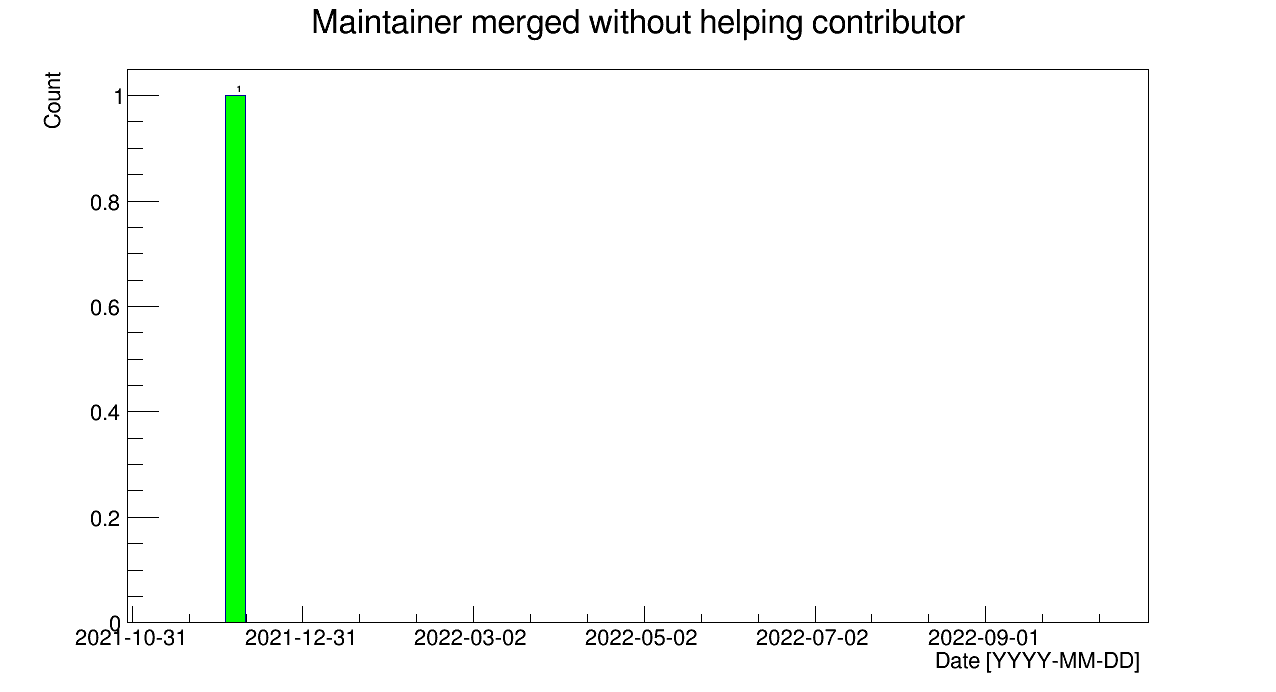 Maintainer merged without helping contributor
Count
1
1
0.8
0.6
0.4
0.2
0
2021-10-31 2021-12-31 2022-03-02 2022-05-02 2022-07-02 2022-09-01
Date [YYYY-MM-DD]